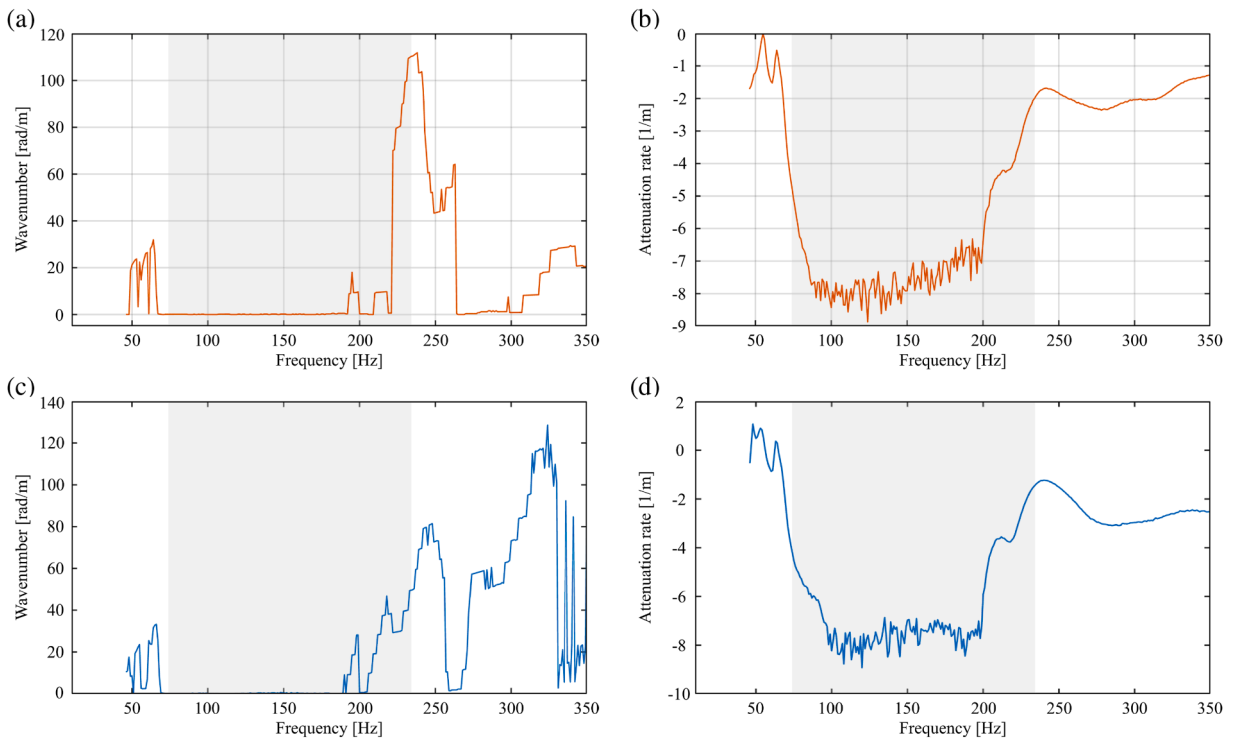 (a)
120
100
80
60
40
20
0
Wavenumber [rad/m]
50 100 150 200 250 300 350
Frequency [Hz]
(b)
0
-1
-2
-3
-4
-5
-6
-7
-8
-9
Attenuation rate [1/m]
50 100 150 200 250 300 350
Frequency [Hz]
(c)
140
120
100
80
60
40
20
0
Wavenumber [rad/m]
50 100 150 200 250 300 350
Frequency [Hz]
(d)
2
0
-2
-4
-6
-8
-10
Attenuation rate [1/m]
50 100 150 200 250 300 350
Frequency [Hz]